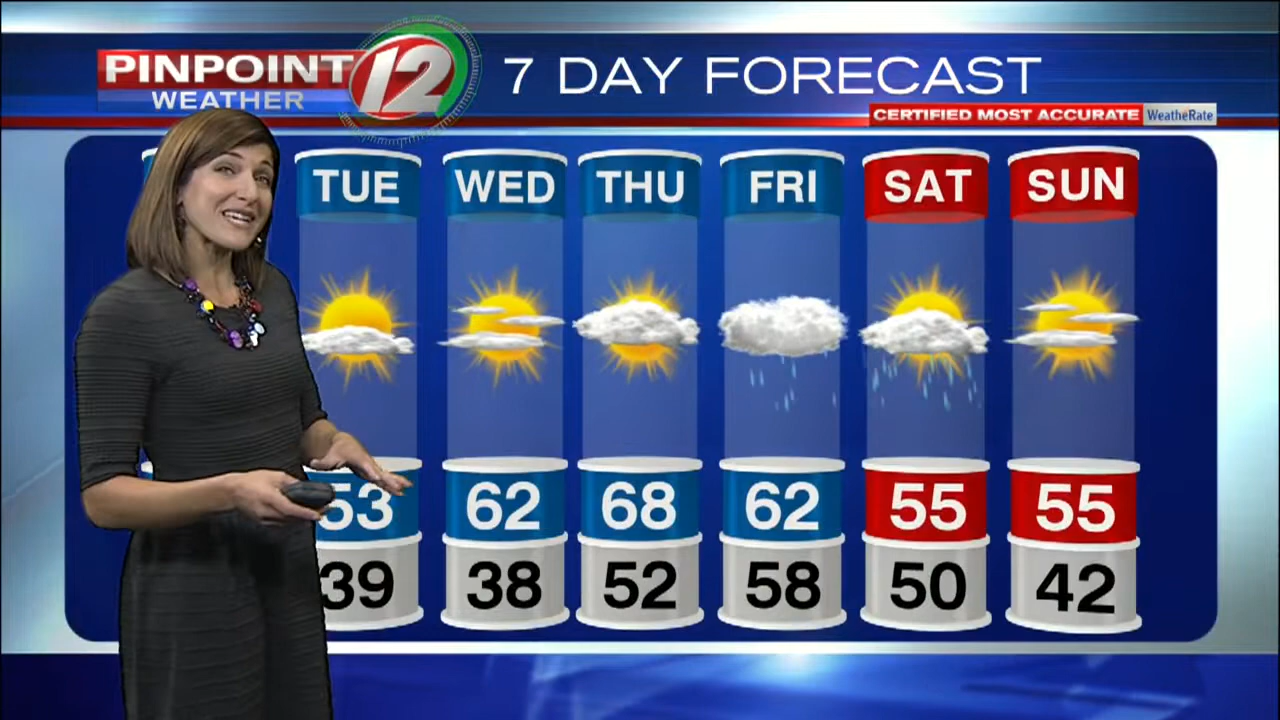 PINPOINT 12
WEATHER
7 DAY FORECAST
CERTIFIED MOST ACCURATE WeatheRate
TUE WED THU FRI SAT SUN
53 62 68 62 55 55
39 38 52 58 50 42